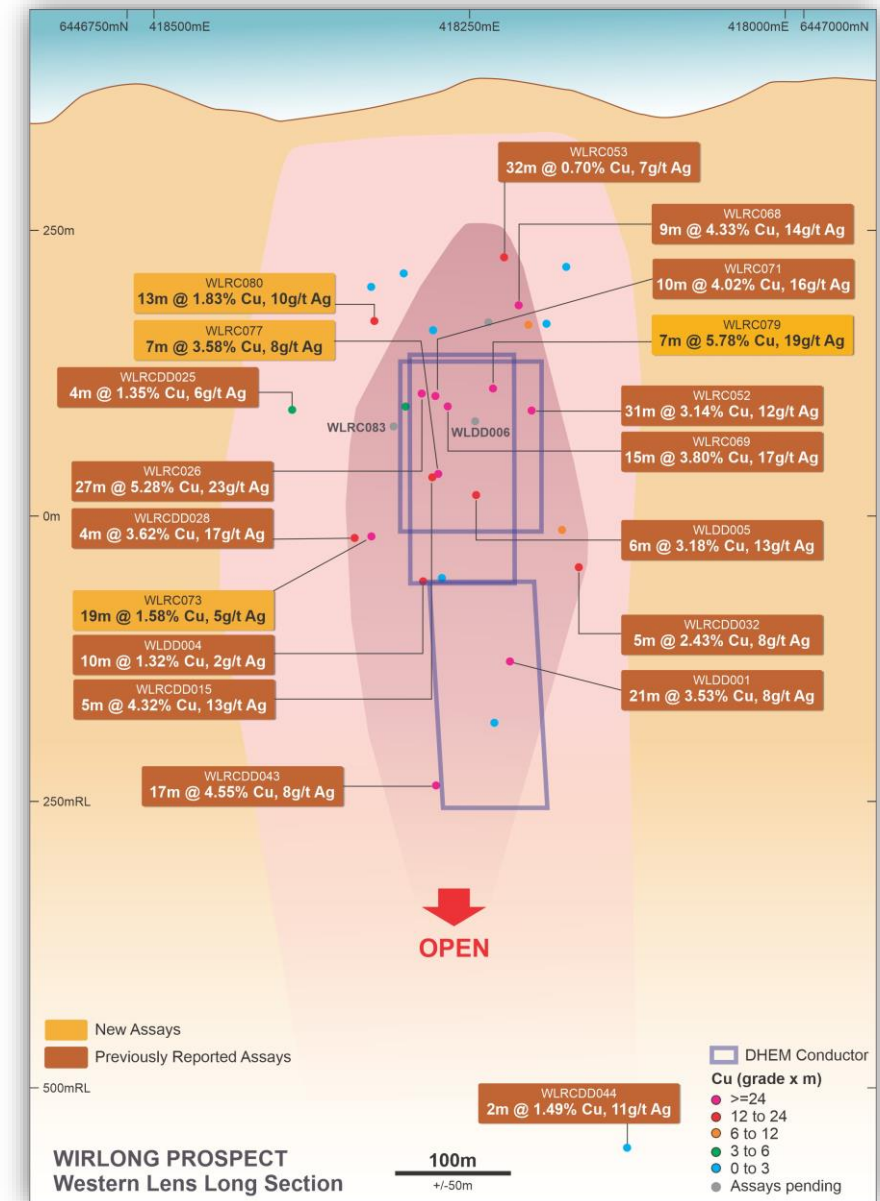 6446750mN
418500mE
418250mE
418000mE
6447000mN
WLRC053
32m @ 0.70% Cu, 7g/t Ag
WLRC068
9m @ 4.33% Cu, 14g/t Ag
250m
WLRC071
10m @ 4.02% Cu, 16g/t Ag
WLRC080
13m @ 1.83% Cu, 10g/t Ag
WLRC077
7m @ 3.58% Cu, 8g/t Ag
WLRC079
7m @ 5.78% Cu, 19g/t Ag
WLRCDD025
4m @ 1.35% Cu, 6g/t Ag
WLRC083
WLDD006
WLRC052
31m @ 3.14% Cu, 12g/t Ag
WLRC069
15m @ 3.80% Cu, 17g/t Ag
WLRC026
27m @ 5.28% Cu, 23g/t Ag
0m
WLRCDD028
4m @ 3.62% Cu, 17g/t Ag
WLDD005
6m @ 3.18% Cu, 13g/t Ag
WLRC073
19m @ 1.58% Cu, 5g/t Ag
WLRCDD032
5m @ 2.43% Cu, 8g/t Ag
WLDD004
10m @ 1.32% Cu, 2g/t Ag
WLDD001
21m @ 3.53% Cu, 8g/t Ag
WLRCDD015
5m @ 4.32% Cu, 13g/t Ag
WLRCDD043
17m @ 4.55% Cu, 8g/t Ag
250mRL
OPEN
New Assays
Previously Reported Assays
500mRL
WLRCDD044
2m @ 1.49% Cu, 11g/t Ag
DHEM Conductor
Cu (grade x m)
>=24
12 to 24
6 to 12
3 to 6
0 to 3
Assays pending
WIRLONG PROSPECT
Western Lens Long Section
100m
+/-50m